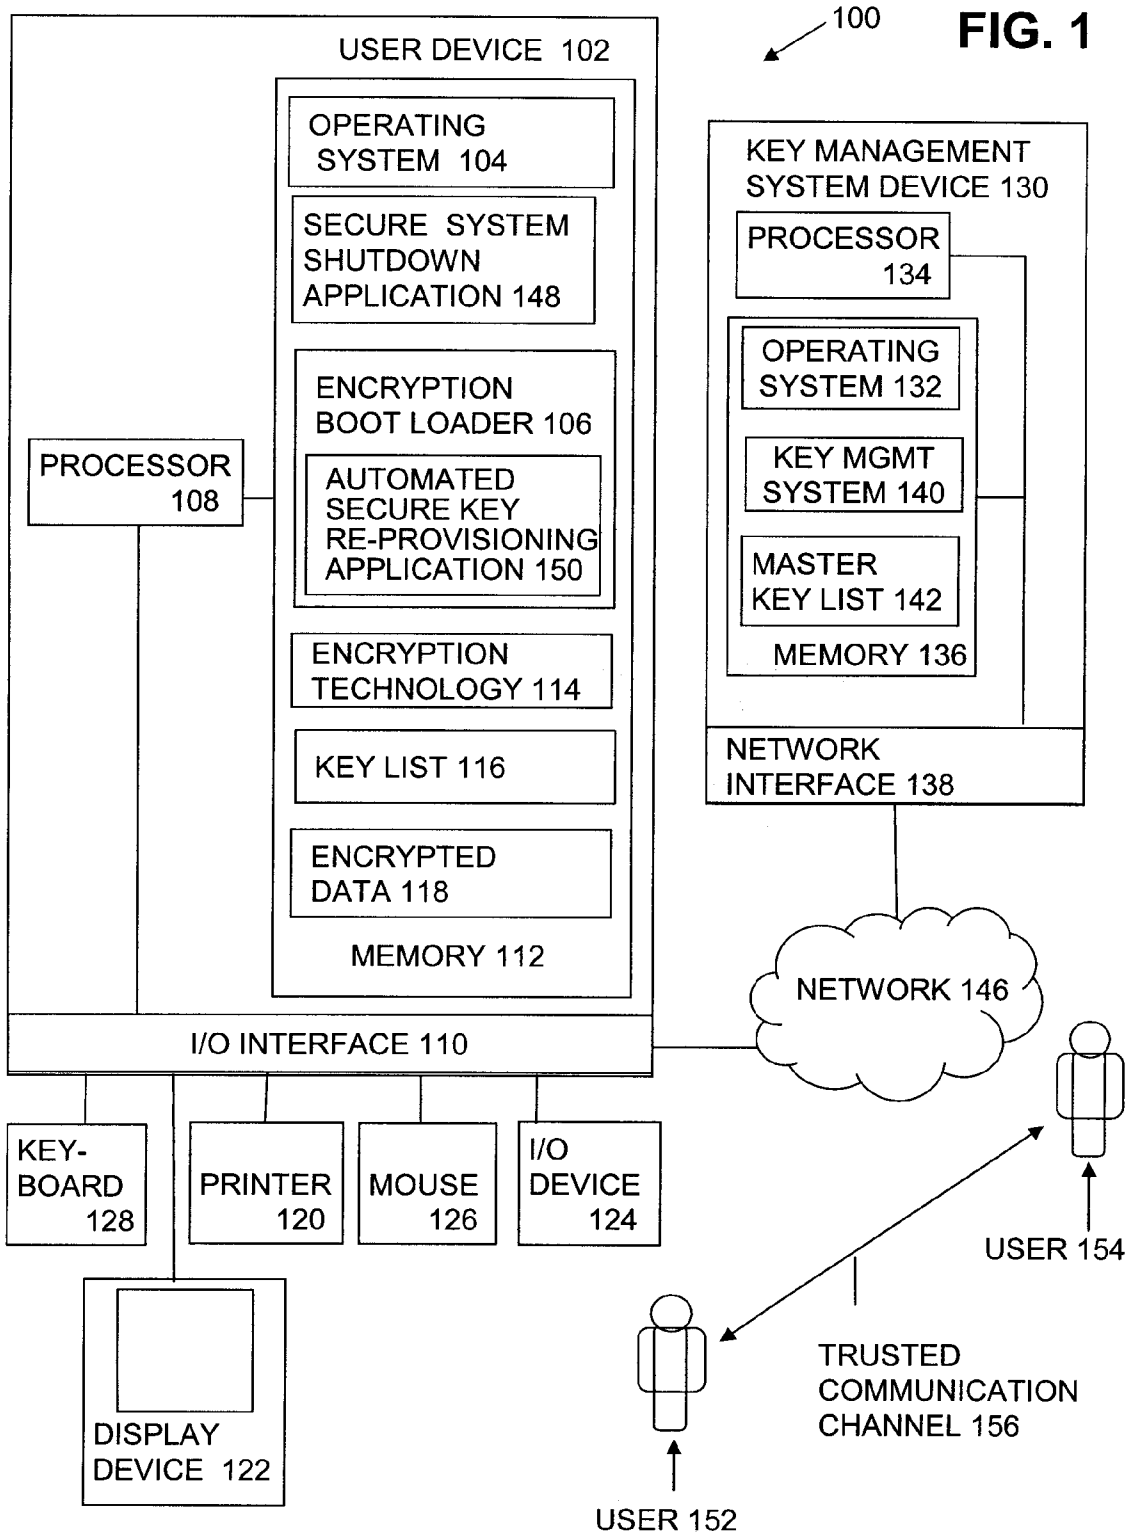 100
FIG. 1
USER DEVICE 102
OPERATING
SYSTEM 104
SECURE SYSTEM
SHUTDOWN
APPLICATION 148
ENCRYPTION
BOOT LOADER 106
AUTOMATED
SECURE KEY
RE-PROVISIONING
APPLICATION 150
PROCESSOR
108
ENCRYPTION
TECHNOLOGY 114
KEY LIST 116
ENCRYPTED
DATA 118
MEMORY 112
I/O INTERFACE 110
KEY MANAGEMENT
SYSTEM DEVICE 130
PROCESSOR
134
OPERATING
SYSTEM 132
KEY MGMT
SYSTEM 140
MASTER
KEY LIST 142
MEMORY 136
NETWORK
INTERFACE 138
NETWORK 146
KEY-
BOARD
128
PRINTER
120
MOUSE
126
I/O
DEVICE
124
DISPLAY
DEVICE 122
USER 154
TRUSTED
COMMUNICATION
CHANNEL 156
USER 152